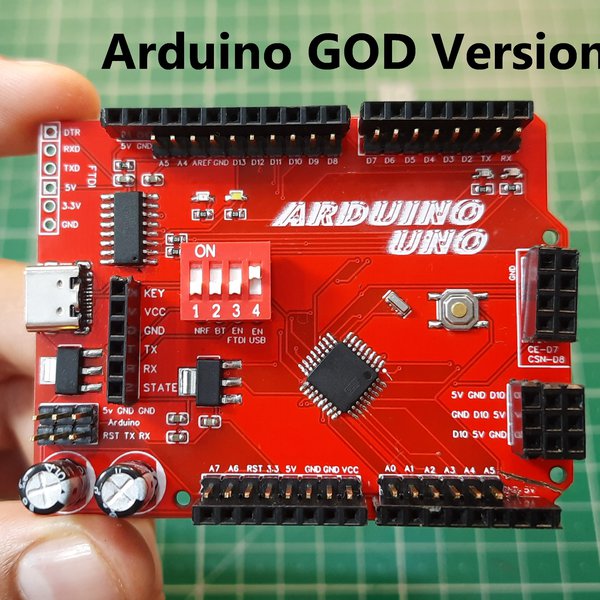 Arduino GOD Version
DTR
RXD
TXD
5V
3.3V
GND
FTDI
5V GND
A5 A4 AREF GND D13 D12 D11 D10 D9 D8
D7 D6 D5 D4 D3 D2 TX RX
ARDUINO
UNO
ON
1 2 3 4
NRF BT EN EN
FTDI USB
KEY
VCC
GND
TX
RX
STATE
5v GND GND
Arduino
RST TX RX
GND
CE-D7
CSN-D8
5V GND D10
GND D10 5V
D10 5V GND
A7 A6 RST 3.3 5V GND GND VCC
A0 A1 A2 A3 A4 A5